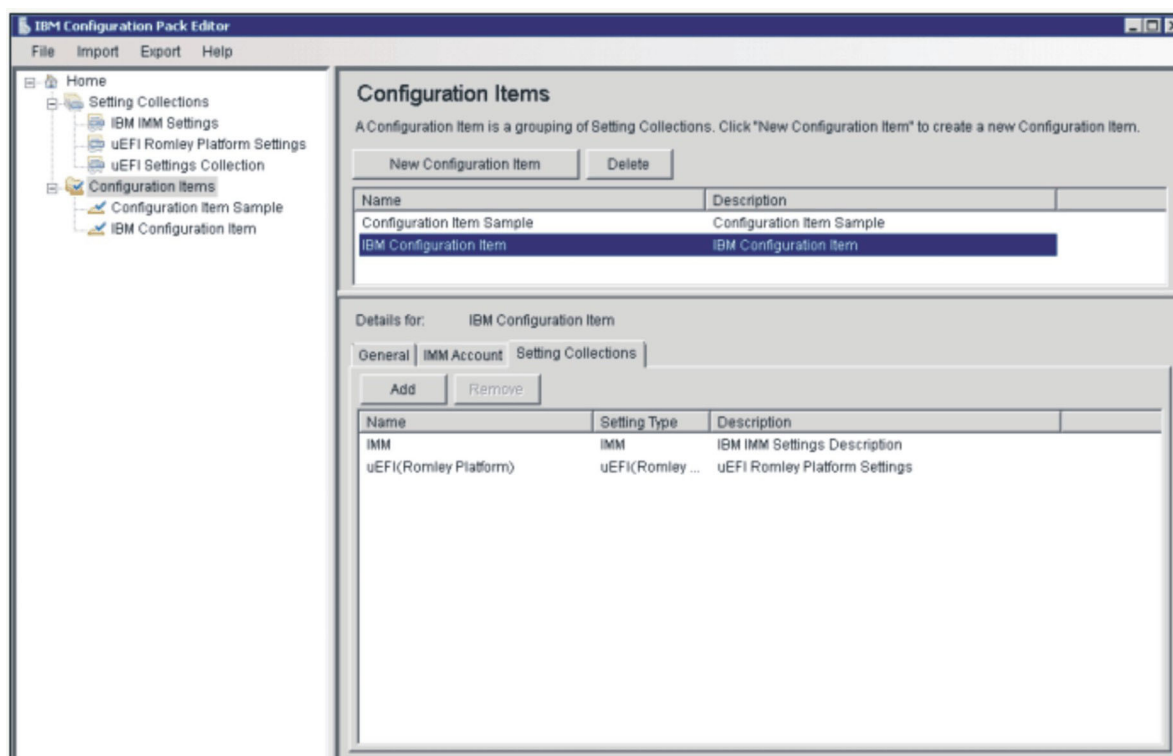 IBM Configuration Pack Editor
File Import Export Help
Home
Setting Collections
IBM IMM Settings
uEFI Romley Platform Settings
uEFI Settings Collection
Configuration Items
Configuration Item Sample
IBM Configuration Item
Configuration Items
A Configuration Item is a grouping of Setting Collections. Click "New Configuration Item" to create a new Configuration Item.
New Configuration Item Delete
Name Description
Configuration Item Sample Configuration Item Sample
IBM Configuration Item IBM Configuration Item
Details for: IBM Configuration Item
General IMM Account Setting Collections
Add Remove
Name Setting Type Description
IMM IMM IBM IMM Settings Description
uEFI(Romley Platform) uEFI(Romley ... uEFI Romley Platform Settings